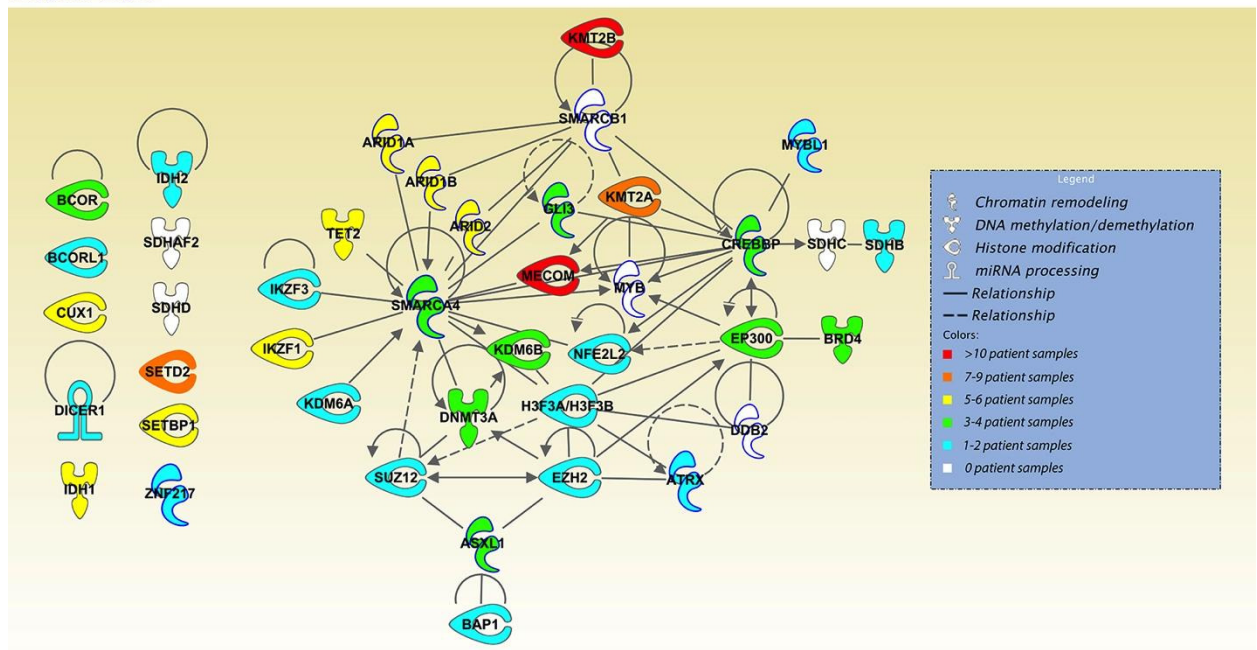 KMT2B
SMARCB1
ARID1A
MYBL1
ARID1B
IDH2
BCOR
KMT2A
GLI3
ARID2
TET2
SDHAF2
CREBBP
SDHC
SDHB
BCORL1
MECOM
IKZF3
MYB
SMARCA4
SDHD
CUX1
EP300
BRD4
IKZF1
KDM6B
NFE2L2
SETD2
KDM6A
H3F3A/H3F3B
DICER1
DNMT3A
SETBP1
DDB2
SUZ12
EZH2
ATRX
IDH1
ZNF217
ASXL1
BAP1
Legend
Chromatin remodeling
DNA methylation/demethylation
Histone modification
miRNA processing
Relationship
Relationship
Colors:
>10 patient samples
7-9 patient samples
5-6 patient samples
3-4 patient samples
1-2 patient samples
0 patient samples